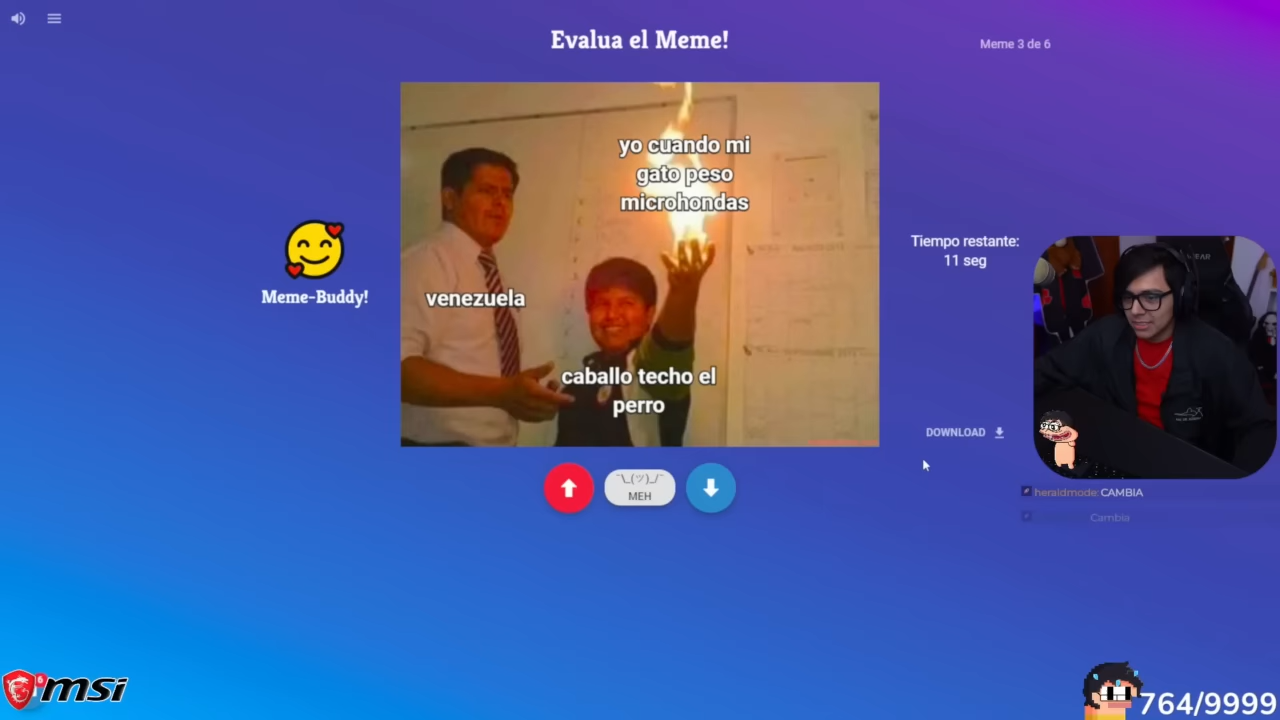 Evalua el Meme!
Meme 3 de 6
yo cuando mi
gato peso
microhondas
venezuela
caballo techo el
perro
Meme-Buddy!
Tiempo restante:
11 seg
DOWNLOAD
¯\_(ツ)_/¯
MEH
heraldmode: CAMBIA
Cambia
msi
764/9999